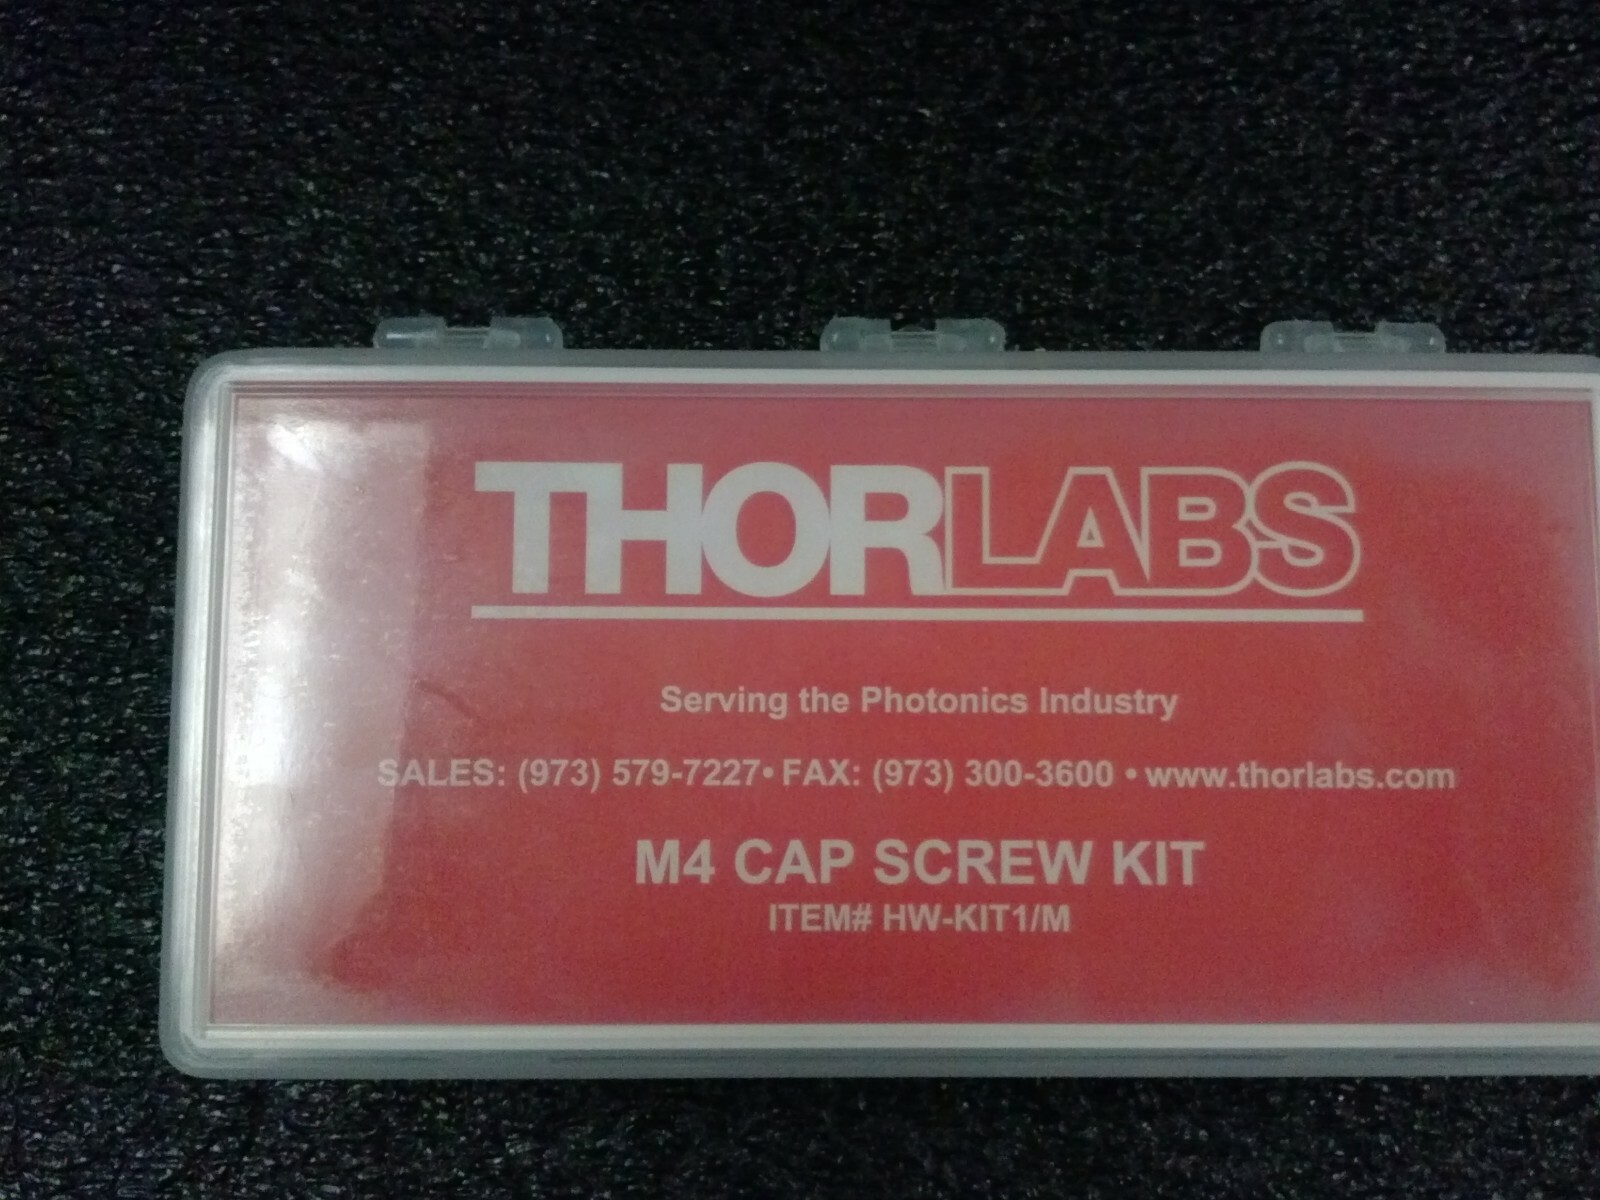 THORLABS
Serving the Photonics Industry
SALES: (973) 579-7227• FAX: (973) 300-3600 • www.thorlabs.com
M4 CAP SCREW KIT
ITEM# HW-KIT1/M